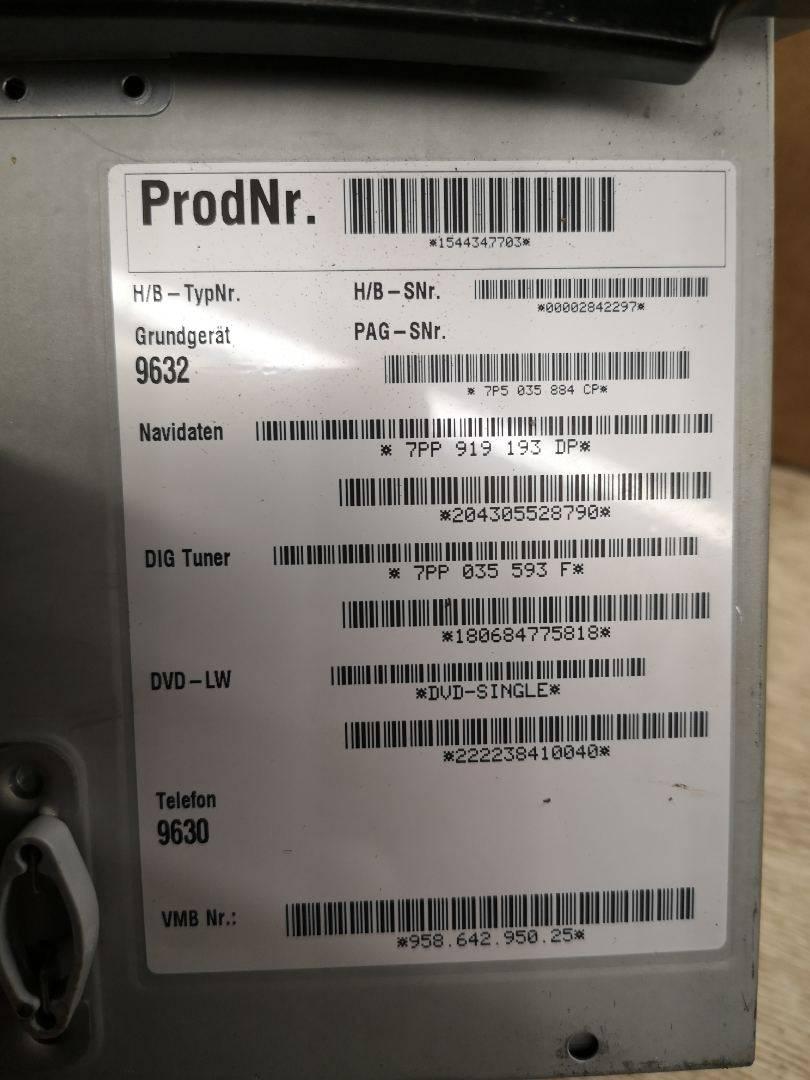 ProdNr.
*1544347703*
H/B-TypNr. H/B-SNr.
*00002842297*
Grundgerät PAG-SNr.
9632
* 7P5 035 884 CP*
Navidaten
* 7PP 919 193 DP*
*204305528790*
DIG Tuner
* 7PP 035 593 F*
*180684775818*
DVD-LW
*DVD-SINGLE*
*222238410040*
Telefon
9630
VMB Nr.:
*958.642.950.25*